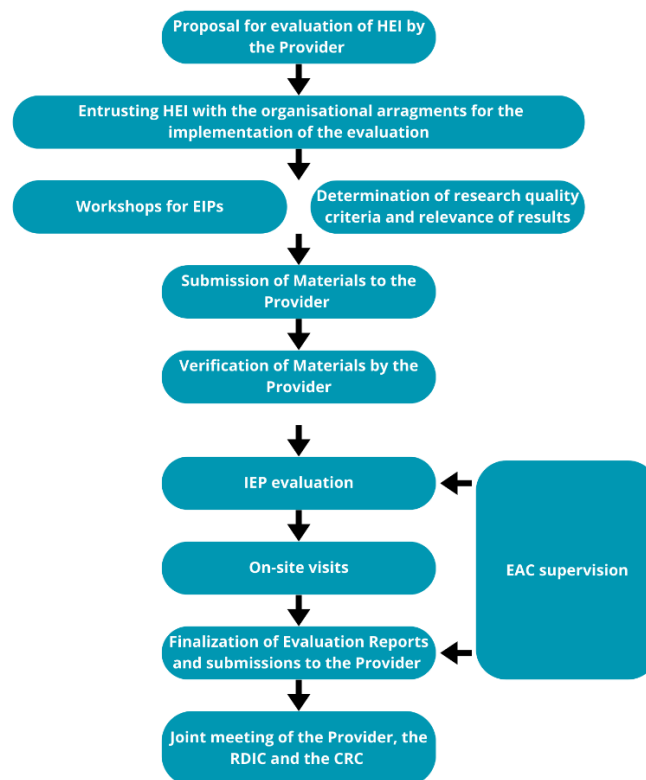 Proposal for evaluation of HEI by
the Provider
Entrusting HEI with the organisational arragments for the
implementation of the evaluation
Workshops for EIPs
Determination of research quality
criteria and relevance of results
Submission of Materials to the
Provider
Verification of Materials by the
Provider
IEP evaluation
On-site visits
EAC supervision
Finalization of Evaluation Reports
and submissions to the Provider
Joint meeting of the Provider, the
RDIC and the CRC